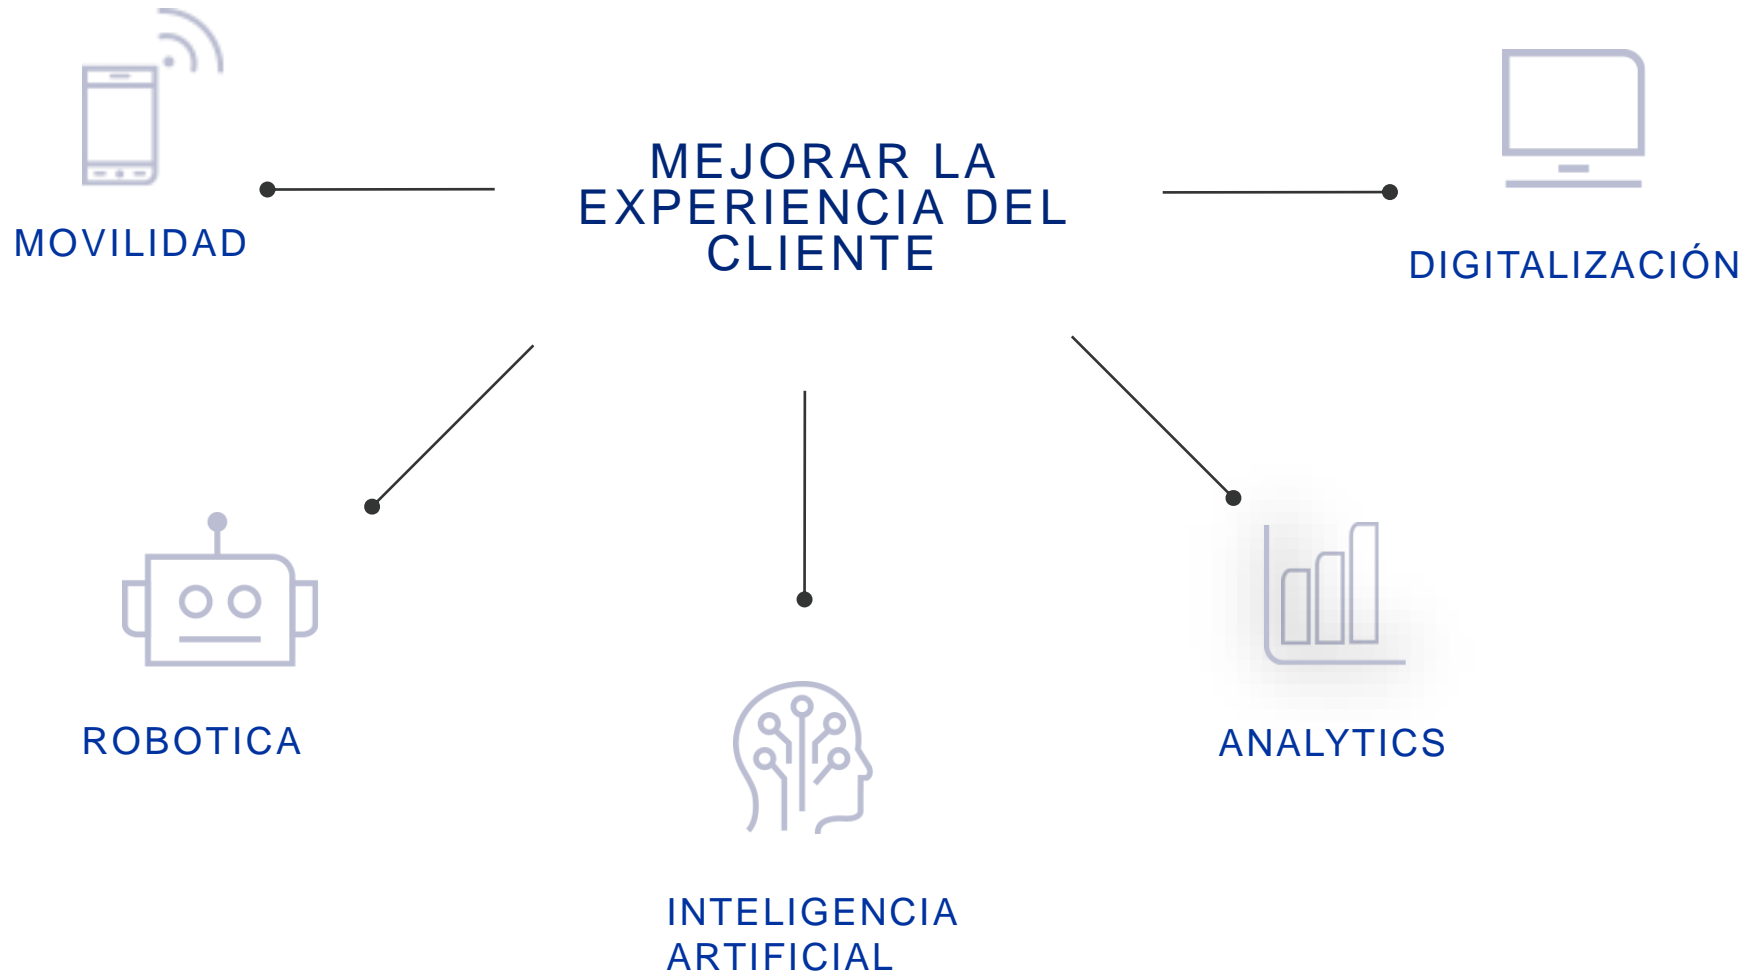 MEJORAR LA
EXPERIENCIA DEL
CLIENTE
MOVILIDAD
DIGITALIZACIÓN
ROBOTICA
ANALYTICS
INTELIGENCIA
ARTIFICIAL